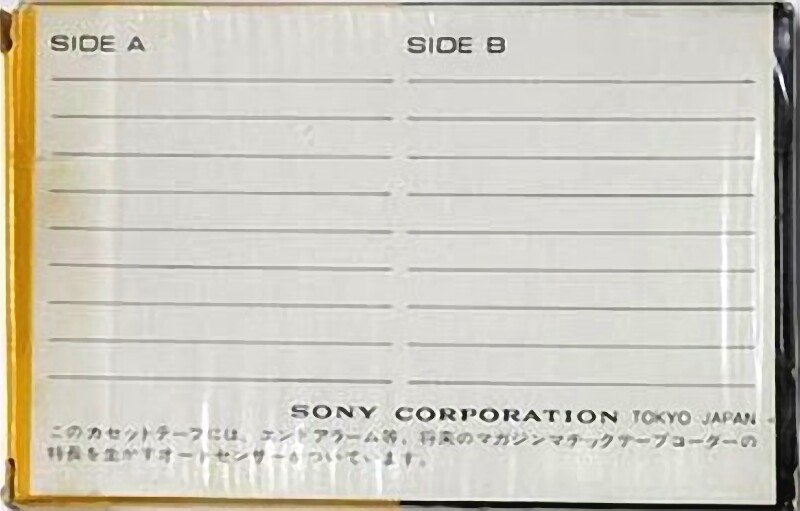 SIDE A
SIDE B
SONY CORPORATION TOKYO JAPAN
このカセットテープには、エンドアラーム等、将来のマガジンマチックテープコーダーの
特長を生かすオートセンサーがついています。